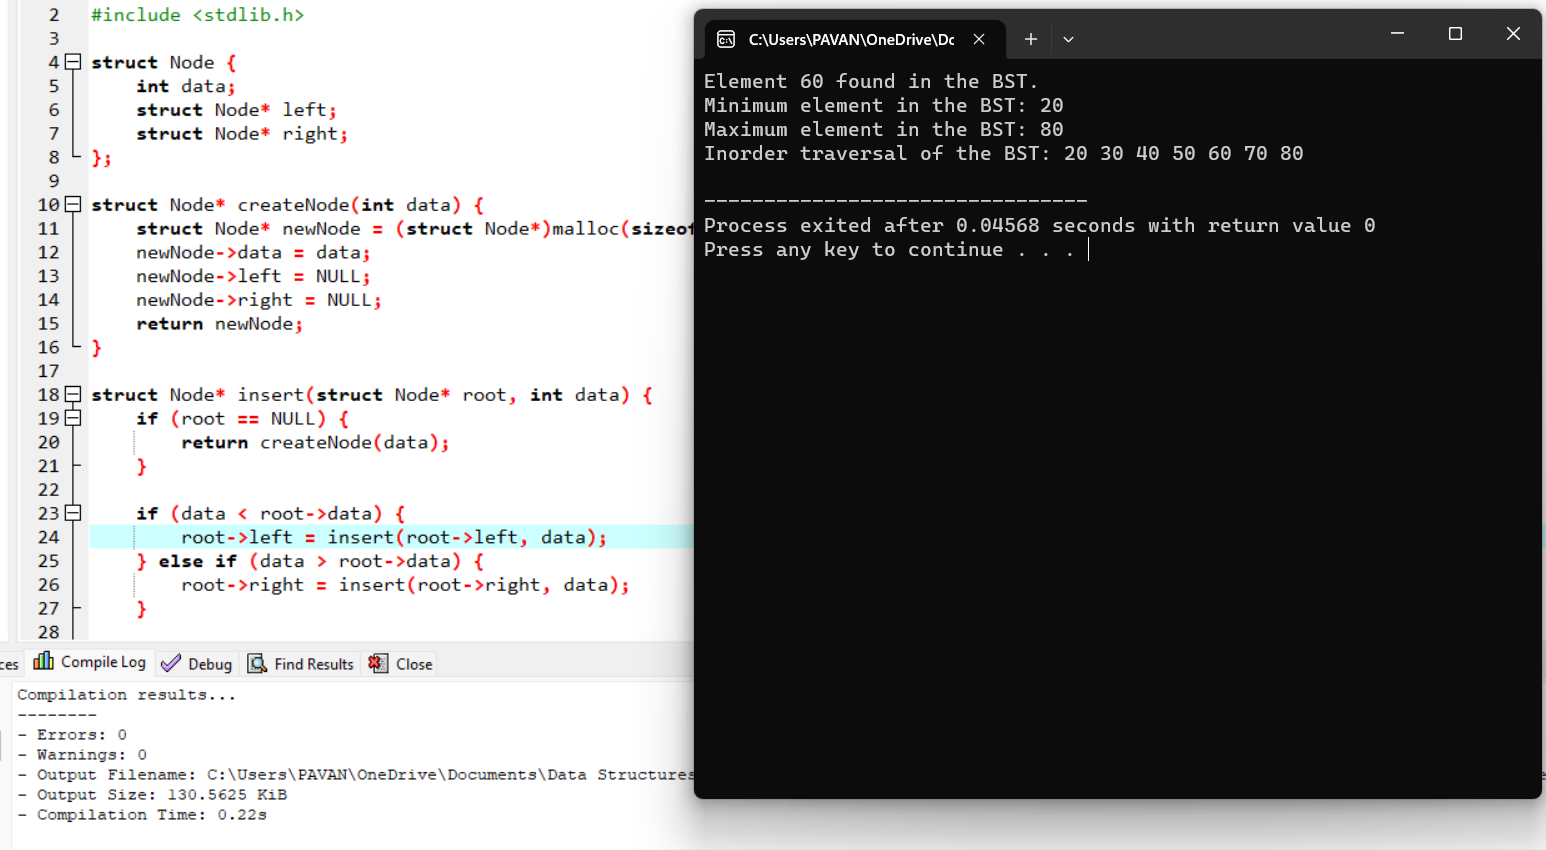 2 #include <stdlib.h>
3
4 struct Node {
5 int data;
6 struct Node* left;
7 struct Node* right;
8 };
9
10 struct Node* createNode(int data) {
11 struct Node* newNode = (struct Node*)malloc(sizeof
12 newNode->data = data;
13 newNode->left = NULL;
14 newNode->right = NULL;
15 return newNode;
16 }
17
18 struct Node* insert(struct Node* root, int data) {
19 if (root == NULL) {
20 return createNode(data);
21 }
22
23 if (data < root->data) {
24 root->left = insert(root->left, data);
25 } else if (data > root->data) {
26 root->right = insert(root->right, data);
27 }
28
ces Compile Log Debug Find Results Close
Compilation results...
--------
- Errors: 0
- Warnings: 0
- Output Filename: C:\Users\PAVAN\OneDrive\Documents\Data Structures
- Output Size: 130.5625 KiB
- Compilation Time: 0.22s
C:\Users\PAVAN\OneDrive\Dc
Element 60 found in the BST.
Minimum element in the BST: 20
Maximum element in the BST: 80
Inorder traversal of the BST: 20 30 40 50 60 70 80
--------------------------------
Process exited after 0.04568 seconds with return value 0
Press any key to continue . . .